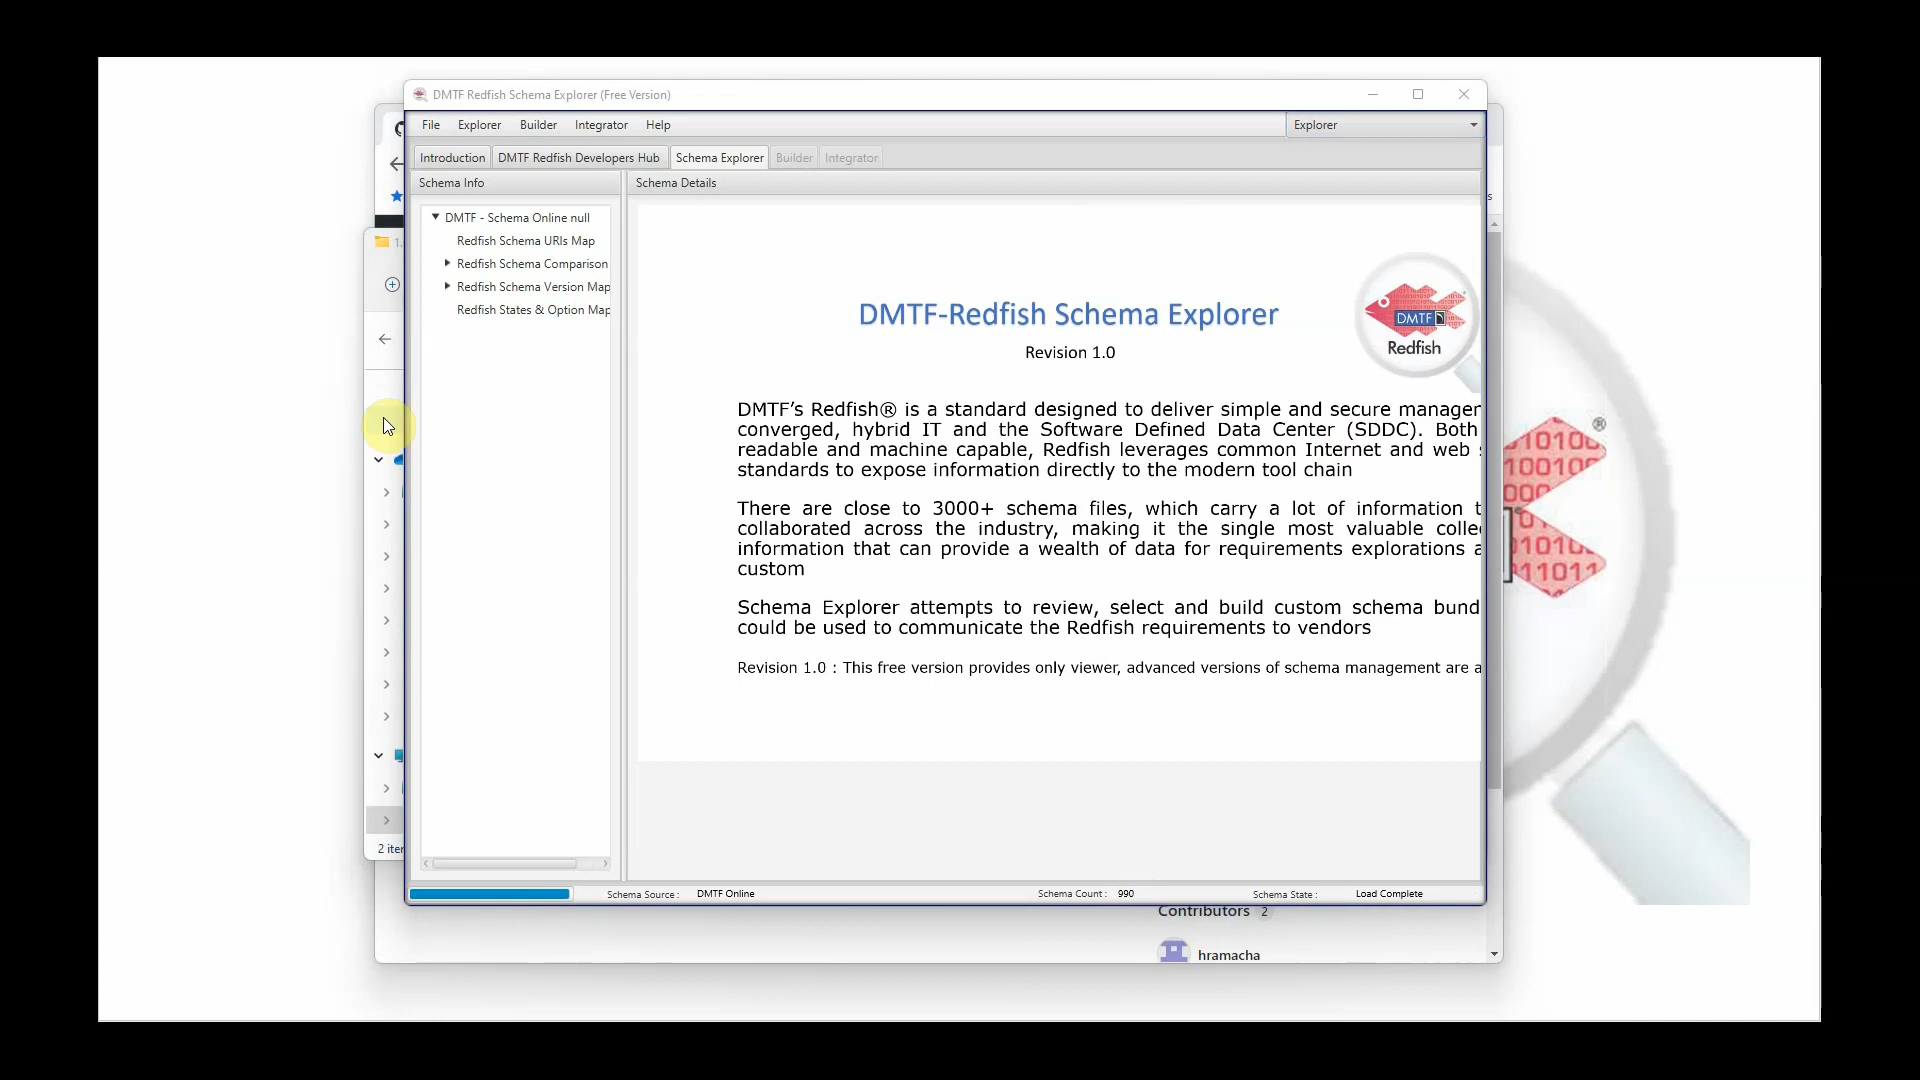 DMTF Redfish Schema Explorer (Free Version)
File Explorer Builder Integrator Help
Explorer
Introduction DMTF Redfish Developers Hub Schema Explorer Builder Integrator
Schema Info
Schema Details
DMTF - Schema Online null
Redfish Schema URIs Map
Redfish Schema Comparison
Redfish Schema Version Map
Redfish States & Option Map
DMTF-Redfish Schema Explorer
Revision 1.0
DMTF
Redfish
DMTF’s Redfish® is a standard designed to deliver simple and secure manager
converged, hybrid IT and the Software Defined Data Center (SDDC). Both
readable and machine capable, Redfish leverages common Internet and web s
standards to expose information directly to the modern tool chain
There are close to 3000+ schema files, which carry a lot of information t
collaborated across the industry, making it the single most valuable colle
information that can provide a wealth of data for requirements explorations a
custom
Schema Explorer attempts to review, select and build custom schema bund
could be used to communicate the Redfish requirements to vendors
Revision 1.0 : This free version provides only viewer, advanced versions of schema management are a
Schema Source : DMTF Online
Schema Count : 990
Schema State : Load Complete
1.
2 iter
s
Contributors 2
hramacha
®